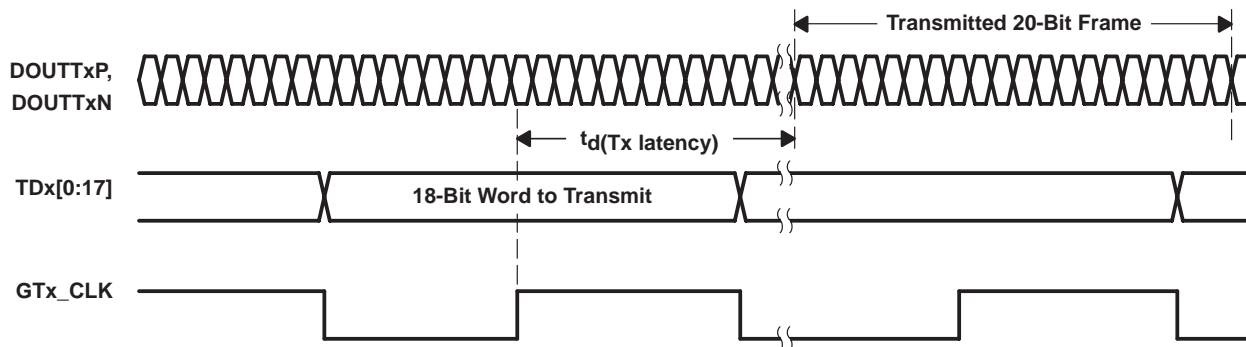 Transmitted 20-Bit Frame
DOUTTxP,
DOUTTxN
td(Tx latency)
TDx[0:17]
18-Bit Word to Transmit
GTx_CLK